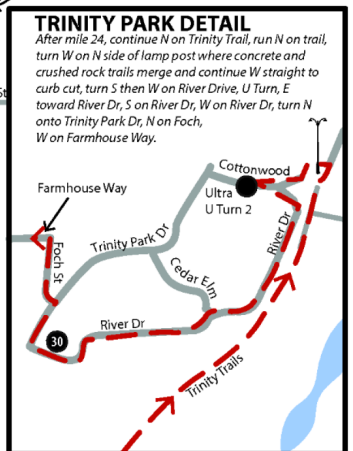 St
TRINITY PARK DETAIL
After mile 24, continue N on Trinity Trail, run N on trail,
turn W on N side of lamp post where concrete and
crushed rock trails merge and continue W straight to
curb cut, turn S then W on River Drive, U Turn, E
toward River Dr, S on River Dr, W on River Dr, turn N
onto Trinity Park Dr, N on Foch,
W on Farmhouse Way.
Cottonwood
Farmhouse Way
Ultra
U Turn 2
River Dr
Foch St
Trinity Park Dr
Cedar Elm
30
River Dr
Trinity Trails